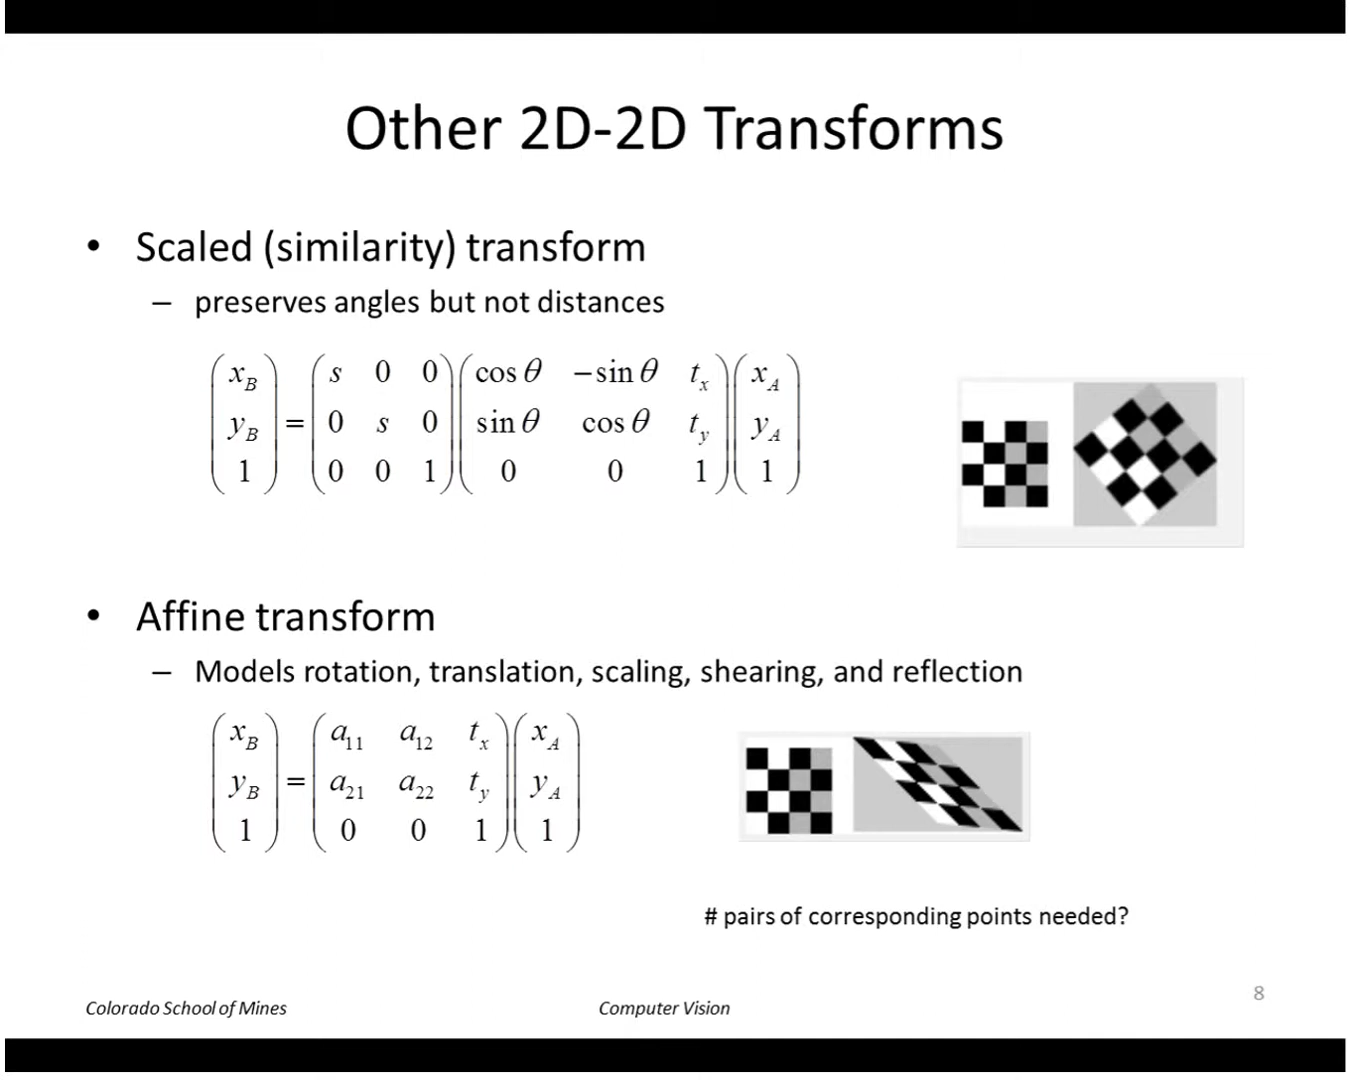 Other 2D-2D Transforms
• Scaled (similarity) transform
– preserves angles but not distances
(x_B y_B 1) = (s 0 0; 0 s 0; 0 0 1) (cos θ −sin θ t_x; sin θ cos θ t_y; 0 0 1) (x_A y_A 1)
• Affine transform
– Models rotation, translation, scaling, shearing, and reflection
(x_B y_B 1) = (a_11 a_12 t_x; a_21 a_22 t_y; 0 0 1) (x_A y_A 1)
# pairs of corresponding points needed?
Colorado School of Mines Computer Vision 8